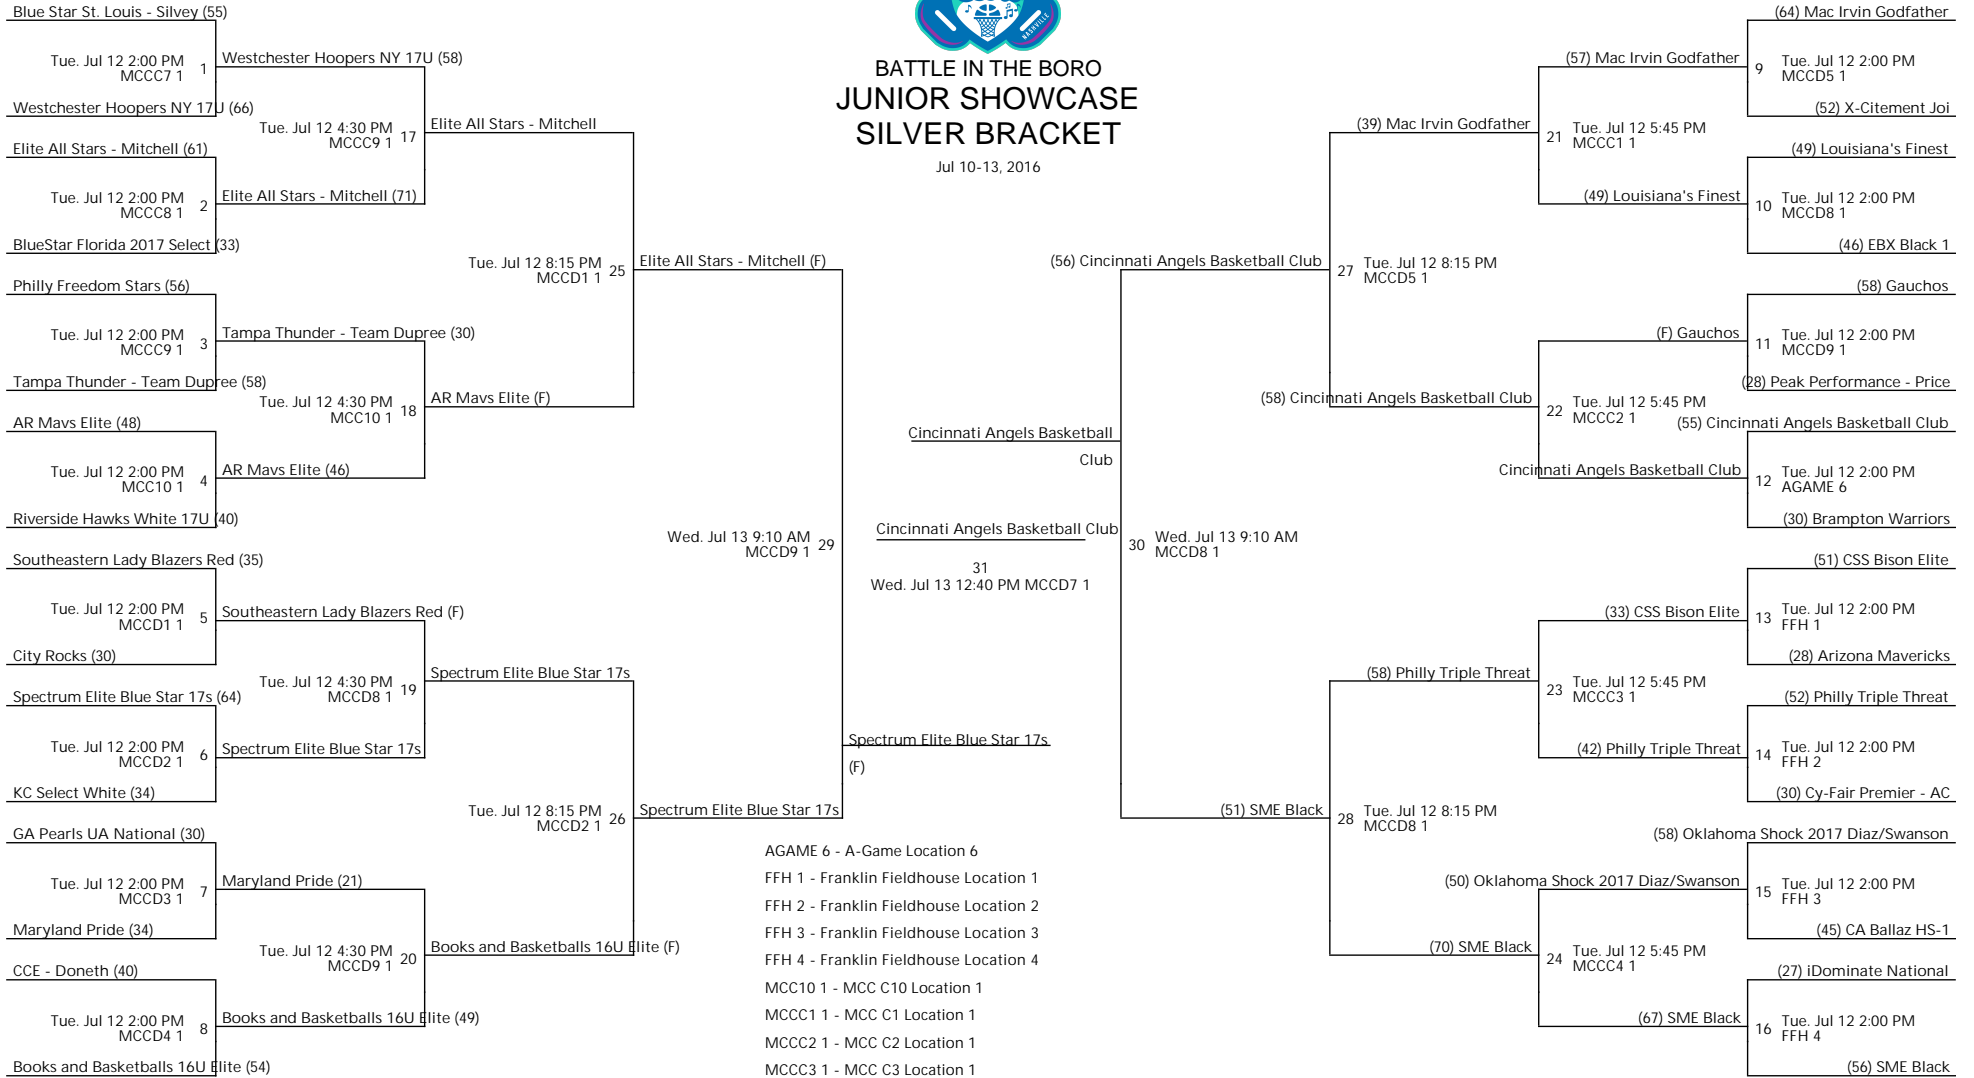 NASHVILLE
BATTLE IN THE BORO
JUNIOR SHOWCASE
SILVER BRACKET
Jul 10-13, 2016
Blue Star St. Louis - Silvey (55)
Tue. Jul 12 2:00 PM
MCCC7 1
1
Westchester Hoopers NY 17U (66)
Elite All Stars - Mitchell (61)
Tue. Jul 12 2:00 PM
MCCC8 1
2
BlueStar Florida 2017 Select (33)
Philly Freedom Stars (56)
Tue. Jul 12 2:00 PM
MCCC9 1
3
Tampa Thunder - Team Dupree (58)
AR Mavs Elite (48)
Tue. Jul 12 2:00 PM
MCC10 1
4
Riverside Hawks White 17U (40)
Southeastern Lady Blazers Red (35)
Tue. Jul 12 2:00 PM
MCCD1 1
5
City Rocks (30)
Spectrum Elite Blue Star 17s (64)
Tue. Jul 12 2:00 PM
MCCD2 1
6
KC Select White (34)
GA Pearls UA National (30)
Tue. Jul 12 2:00 PM
MCCD3 1
7
Maryland Pride (34)
CCE - Doneth (40)
Tue. Jul 12 2:00 PM
MCCD4 1
8
Books and Basketballs 16U Elite (54)
Westchester Hoopers NY 17U (58)
Tue. Jul 12 4:30 PM
MCCC9 1
17
Elite All Stars - Mitchell (71)
Tampa Thunder - Team Dupree (30)
Tue. Jul 12 4:30 PM
MCC10 1
18
AR Mavs Elite (46)
Southeastern Lady Blazers Red (F)
Tue. Jul 12 4:30 PM
MCCD8 1
19
Spectrum Elite Blue Star 17s
Maryland Pride (21)
Tue. Jul 12 4:30 PM
MCCD9 1
20
Books and Basketballs 16U Elite (49)
Elite All Stars - Mitchell
Tue. Jul 12 8:15 PM
MCCD1 1
25
AR Mavs Elite (F)
Spectrum Elite Blue Star 17s
Tue. Jul 12 8:15 PM
MCCD2 1
26
Books and Basketballs 16U Elite (F)
Elite All Stars - Mitchell (F)
Wed. Jul 13 9:10 AM
MCCD9 1
29
Spectrum Elite Blue Star 17s
Spectrum Elite Blue Star 17s
(F)
Cincinnati Angels Basketball
Club
Cincinnati Angels Basketball Club
31
Wed. Jul 13 12:40 PM MCCD7 1
(56) Cincinnati Angels Basketball Club
30
Wed. Jul 13 9:10 AM
MCCD8 1
(51) SME Black
(39) Mac Irvin Godfather
27
Tue. Jul 12 8:15 PM
MCCD5 1
(58) Cincinnati Angels Basketball Club
(58) Philly Triple Threat
28
Tue. Jul 12 8:15 PM
MCCD8 1
(70) SME Black
(57) Mac Irvin Godfather
21
Tue. Jul 12 5:45 PM
MCCC1 1
(49) Louisiana's Finest
(F) Gauchos
22
Tue. Jul 12 5:45 PM
MCCC2 1
Cincinnati Angels Basketball Club
(33) CSS Bison Elite
23
Tue. Jul 12 5:45 PM
MCCC3 1
(42) Philly Triple Threat
(50) Oklahoma Shock 2017 Diaz/Swanson
24
Tue. Jul 12 5:45 PM
MCCC4 1
(67) SME Black
(64) Mac Irvin Godfather
9
Tue. Jul 12 2:00 PM
MCCD5 1
(52) X-Citement Joi
(49) Louisiana's Finest
10
Tue. Jul 12 2:00 PM
MCCD8 1
(46) EBX Black 1
(58) Gauchos
11
Tue. Jul 12 2:00 PM
MCCD9 1
(28) Peak Performance - Price
(55) Cincinnati Angels Basketball Club
12
Tue. Jul 12 2:00 PM
AGAME 6
(30) Brampton Warriors
(51) CSS Bison Elite
13
Tue. Jul 12 2:00 PM
FFH 1
(28) Arizona Mavericks
(52) Philly Triple Threat
14
Tue. Jul 12 2:00 PM
FFH 2
(30) Cy-Fair Premier - AC
(58) Oklahoma Shock 2017 Diaz/Swanson
15
Tue. Jul 12 2:00 PM
FFH 3
(45) CA Ballaz HS-1
(27) iDominate National
16
Tue. Jul 12 2:00 PM
FFH 4
(56) SME Black
AGAME 6 - A-Game Location 6
FFH 1 - Franklin Fieldhouse Location 1
FFH 2 - Franklin Fieldhouse Location 2
FFH 3 - Franklin Fieldhouse Location 3
FFH 4 - Franklin Fieldhouse Location 4
MCC10 1 - MCC C10 Location 1
MCCC1 1 - MCC C1 Location 1
MCCC2 1 - MCC C2 Location 1
MCCC3 1 - MCC C3 Location 1